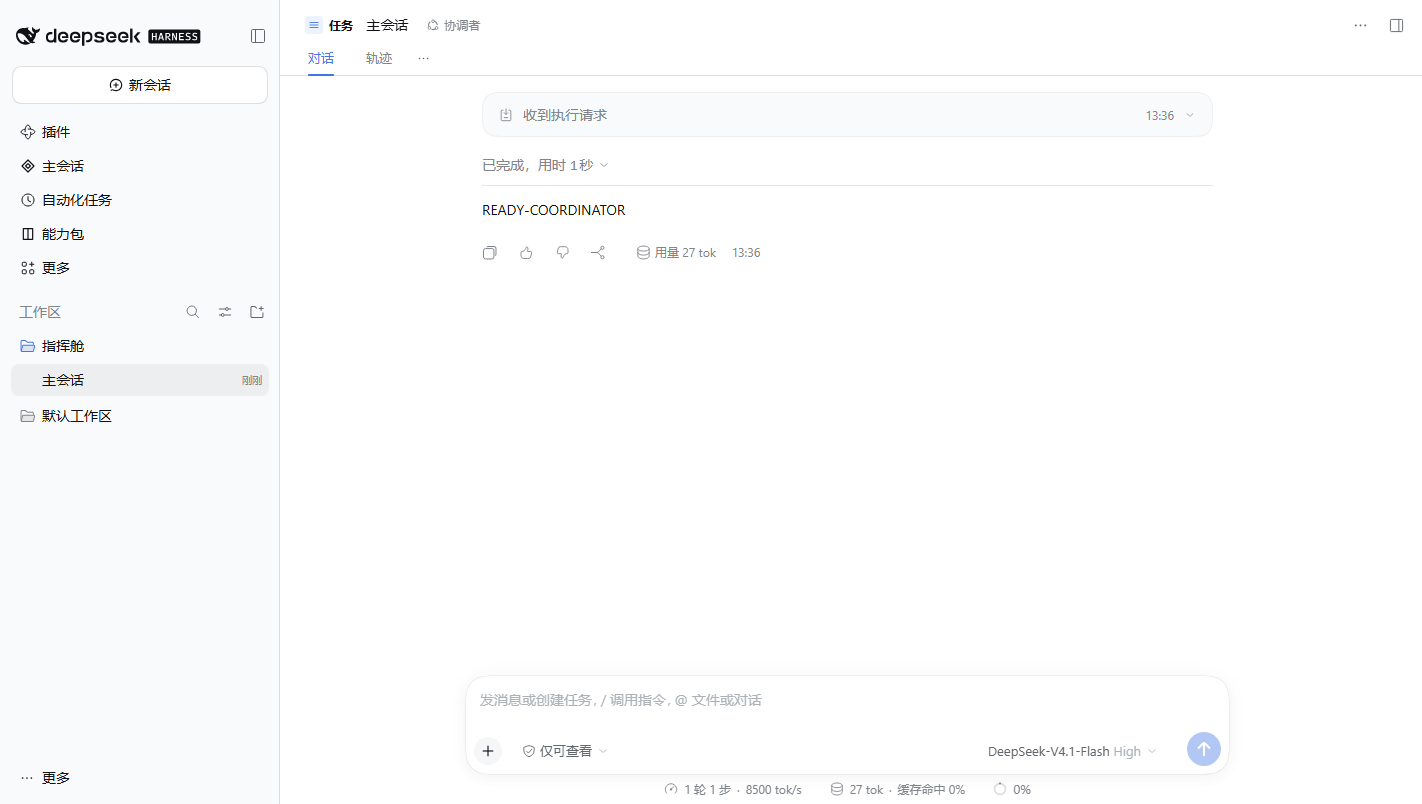 deepseek HARNESS
新会话
插件
主会话
自动化任务
能力包
更多
工作区
指挥舱
主会话 刚刚
默认工作区
更多
任务 主会话 协调者
对话 轨迹 ···
收到执行请求 13:36
已完成，用时 1 秒
READY-COORDINATOR
用量 27 tok 13:36
发消息或创建任务, / 调用指令, @ 文件或对话
仅可查看 DeepSeek-V4.1-Flash High
1 轮 1 步 · 8500 tok/s 27 tok · 缓存命中 0% 0%